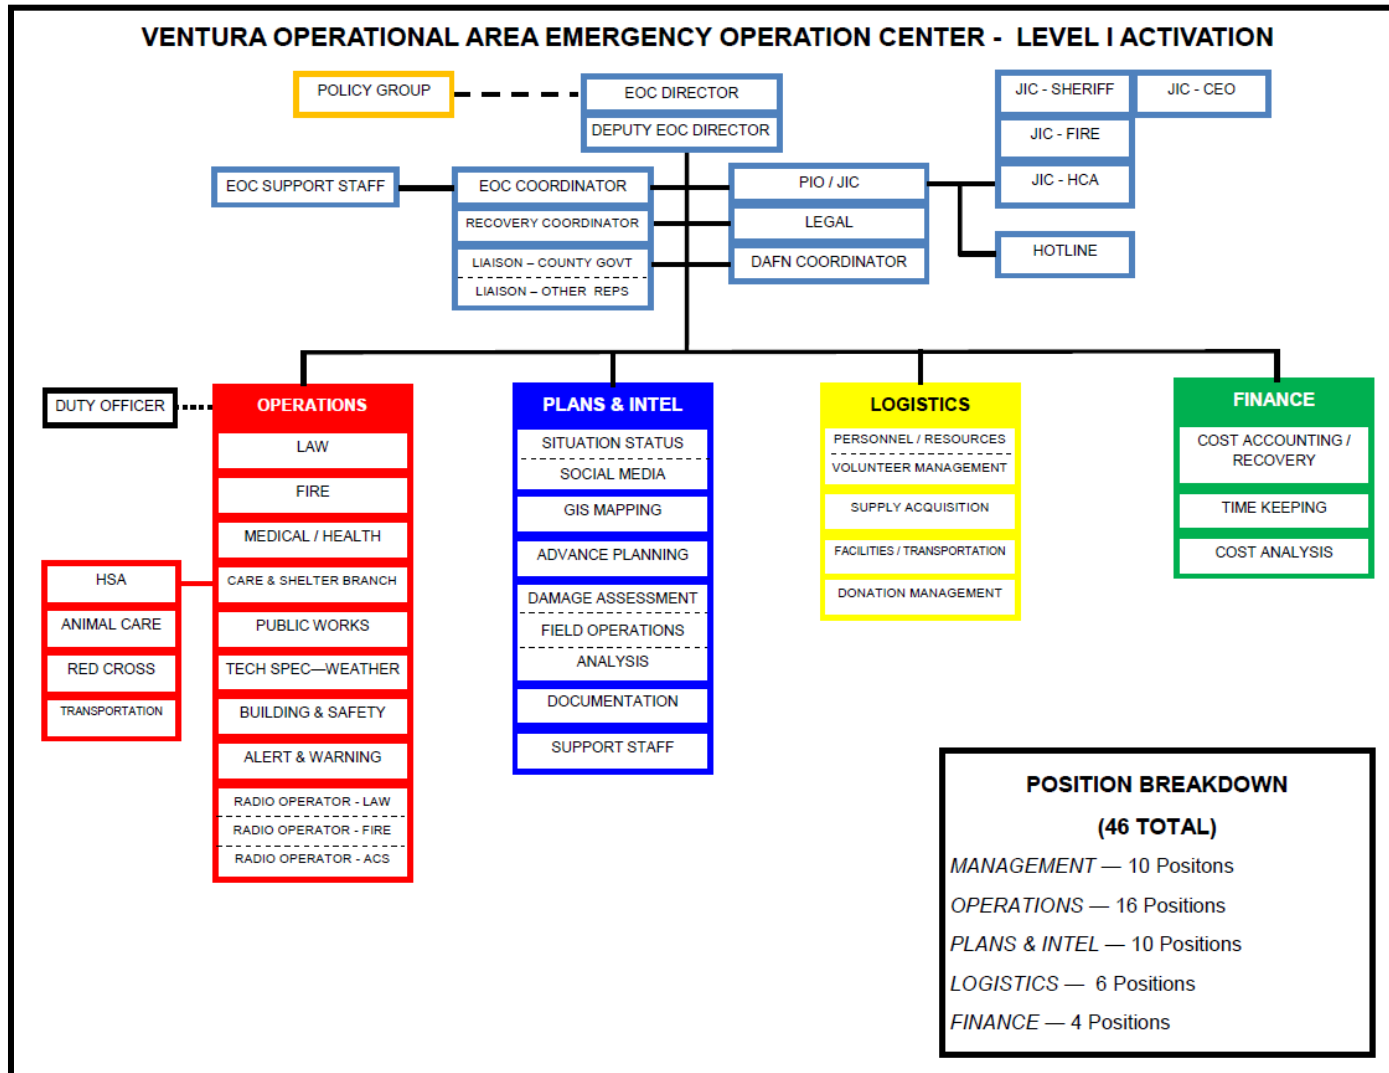 VENTURA OPERATIONAL AREA EMERGENCY OPERATION CENTER - LEVEL I ACTIVATION
POLICY GROUP
EOC DIRECTOR
DEPUTY EOC DIRECTOR
JIC - SHERIFF
JIC - CEO
JIC - FIRE
JIC - HCA
HOTLINE
EOC SUPPORT STAFF
EOC COORDINATOR
RECOVERY COORDINATOR
LIAISON – COUNTY GOVT
LIAISON – OTHER REPS
PIO / JIC
LEGAL
DAFN COORDINATOR
DUTY OFFICER
OPERATIONS
LAW
FIRE
MEDICAL / HEALTH
CARE & SHELTER BRANCH
PUBLIC WORKS
TECH SPEC—WEATHER
BUILDING & SAFETY
ALERT & WARNING
RADIO OPERATOR - LAW
RADIO OPERATOR - FIRE
RADIO OPERATOR - ACS
HSA
ANIMAL CARE
RED CROSS
TRANSPORTATION
PLANS & INTEL
SITUATION STATUS
SOCIAL MEDIA
GIS MAPPING
ADVANCE PLANNING
DAMAGE ASSESSMENT
FIELD OPERATIONS
ANALYSIS
DOCUMENTATION
SUPPORT STAFF
LOGISTICS
PERSONNEL / RESOURCES
VOLUNTEER MANAGEMENT
SUPPLY ACQUISITION
FACILITIES / TRANSPORTATION
DONATION MANAGEMENT
FINANCE
COST ACCOUNTING /
RECOVERY
TIME KEEPING
COST ANALYSIS
POSITION BREAKDOWN
(46 TOTAL)
MANAGEMENT — 10 Positons
OPERATIONS — 16 Positions
PLANS & INTEL — 10 Positions
LOGISTICS — 6 Positions
FINANCE — 4 Positions